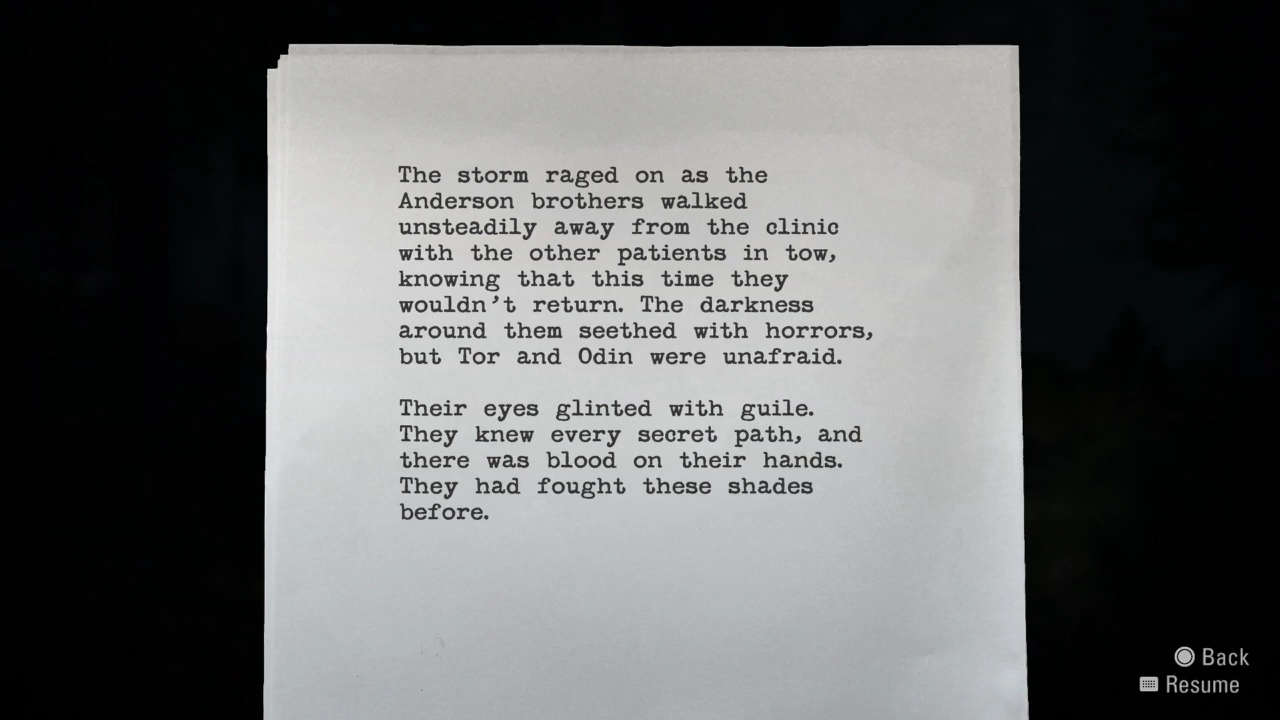 The storm raged on as the
Anderson brothers walked
unsteadily away from the clinic
with the other patients in tow,
knowing that this time they
wouldn't return. The darkness
around them seethed with horrors,
but Tor and Odin were unafraid.
Their eyes glinted with guile.
They knew every secret path, and
there was blood on their hands.
They had fought these shades
before.
Back
Resume